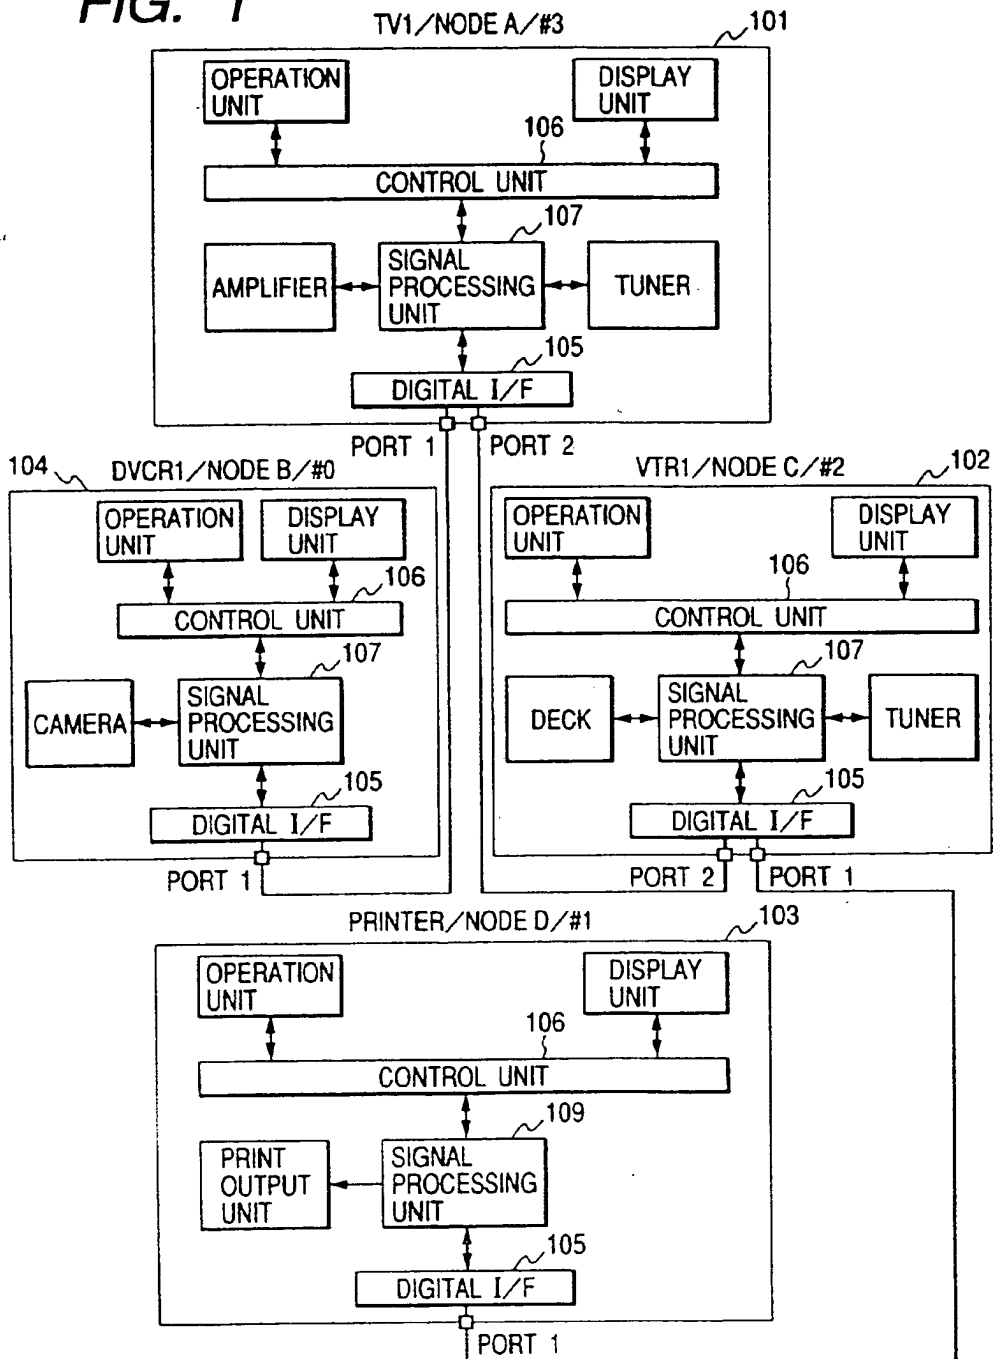 FIG. 1
TV1/NODE A/#3
101
OPERATION
UNIT
DISPLAY
UNIT
106
CONTROL UNIT
107
AMPLIFIER
SIGNAL
PROCESSING
UNIT
TUNER
105
DIGITAL I/F
PORT 1
PORT 2
104
DVCR1/NODE B/#0
OPERATION
UNIT
DISPLAY
UNIT
106
CONTROL UNIT
107
CAMERA
SIGNAL
PROCESSING
UNIT
105
DIGITAL I/F
PORT 1
VTR1/NODE C/#2
102
OPERATION
UNIT
DISPLAY
UNIT
106
CONTROL UNIT
107
DECK
SIGNAL
PROCESSING
UNIT
TUNER
105
DIGITAL I/F
PORT 2
PORT 1
PRINTER/NODE D/#1
103
OPERATION
UNIT
DISPLAY
UNIT
106
CONTROL UNIT
109
PRINT
OUTPUT
UNIT
SIGNAL
PROCESSING
UNIT
105
DIGITAL I/F
PORT 1